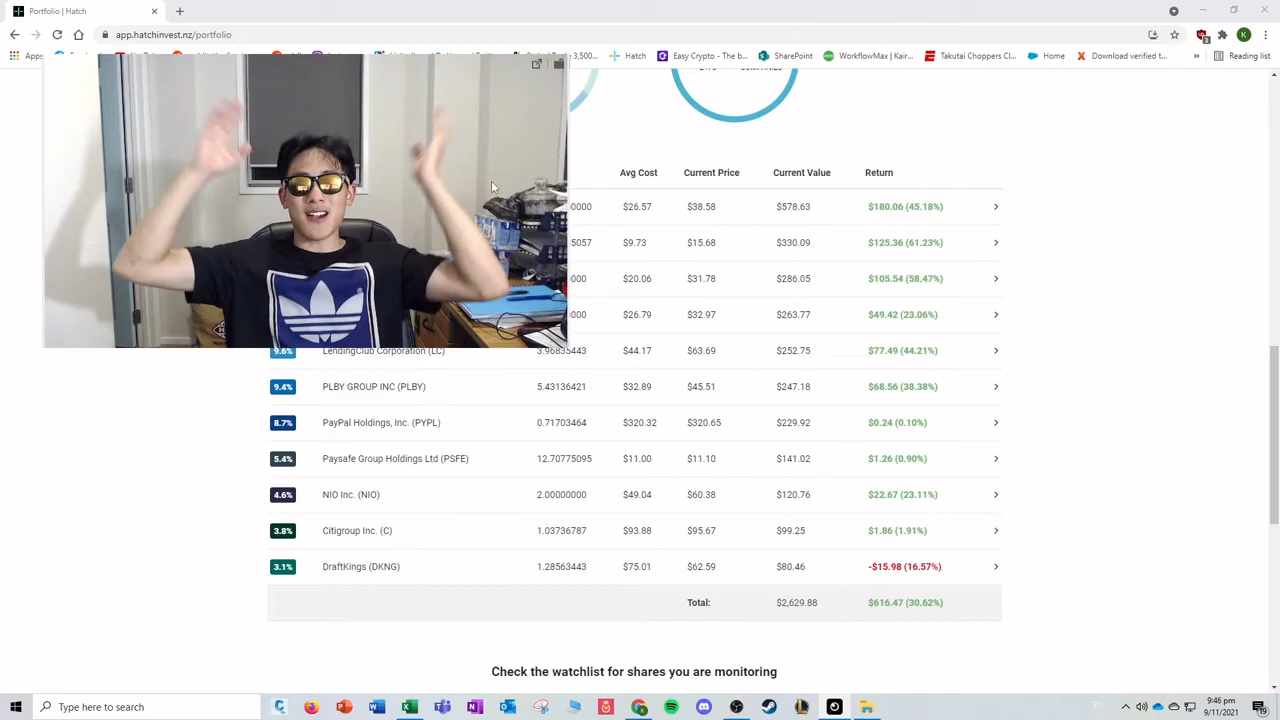 Portfolio | Hatch
app.hatchinvest.nz/portfolio
K
Apps
3,500...
Hatch
Easy Crypto - The b...
SharePoint
WorkflowMax | Kair...
Takutai Choppers Cl...
Home
Download verified t...
»
Reading list
Avg Cost Current Price Current Value Return
0000 $26.57 $38.58 $578.63 $180.06 (45.18%)
5057 $9.73 $15.68 $330.09 $125.36 (61.23%)
000 $20.06 $31.78 $286.05 $105.54 (58.47%)
000 $26.79 $32.97 $263.77 $49.42 (23.06%)
9.6% LendingClub Corporation (LC) 3.96835443 $44.17 $63.69 $252.75 $77.49 (44.21%)
9.4% PLBY GROUP INC (PLBY) 5.43136421 $32.89 $45.51 $247.18 $68.56 (38.38%)
8.7% PayPal Holdings, Inc. (PYPL) 0.71703464 $320.32 $320.65 $229.92 $0.24 (0.10%)
5.4% Paysafe Group Holdings Ltd (PSFE) 12.70775095 $11.00 $11.10 $141.02 $1.26 (0.90%)
4.6% NIO Inc. (NIO) 2.00000000 $49.04 $60.38 $120.76 $22.67 (23.11%)
3.8% Citigroup Inc. (C) 1.03736787 $93.88 $95.67 $99.25 $1.86 (1.91%)
3.1% DraftKings (DKNG) 1.28563443 $75.01 $62.59 $80.46 -$15.98 (16.57%)
Total: $2,629.88 $616.47 (30.62%)
Check the watchlist for shares you are monitoring
adidas
Type here to search
9:46 pm
9/11/2021